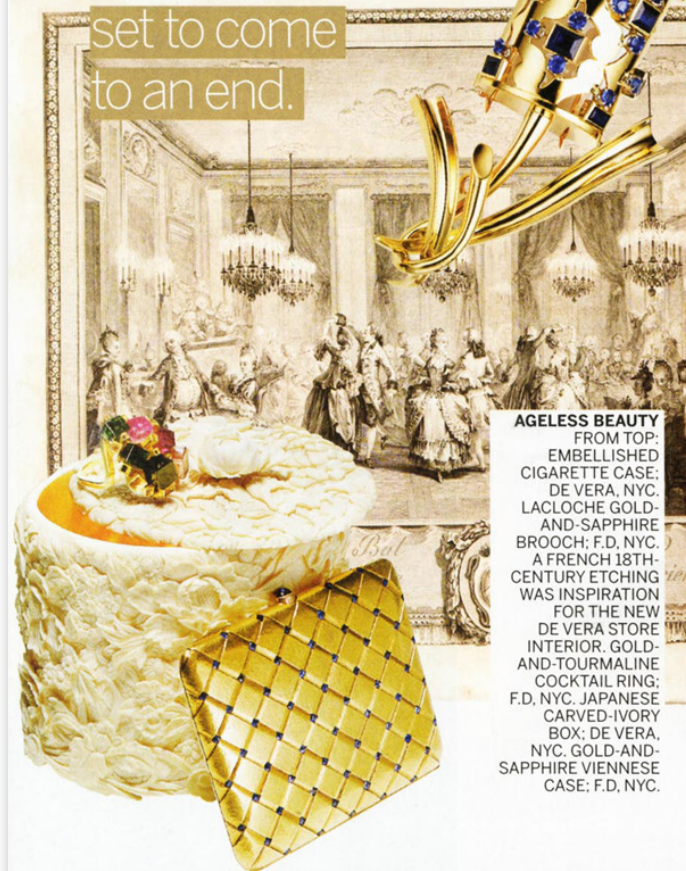 set to come
to an end.
Bal
AGELESS BEAUTY
FROM TOP:
EMBELLISHED
CIGARETTE CASE;
DE VERA, NYC.
LACLOCHE GOLD-
AND-SAPPHIRE
BROOCH; F.D, NYC.
A FRENCH 18TH-
CENTURY ETCHING
WAS INSPIRATION
FOR THE NEW
DE VERA STORE
INTERIOR. GOLD-
AND-TOURMALINE
COCKTAIL RING;
F.D, NYC. JAPANESE
CARVED-IVORY
BOX; DE VERA,
NYC. GOLD-AND-
SAPPHIRE VIENNESE
CASE; F.D, NYC.